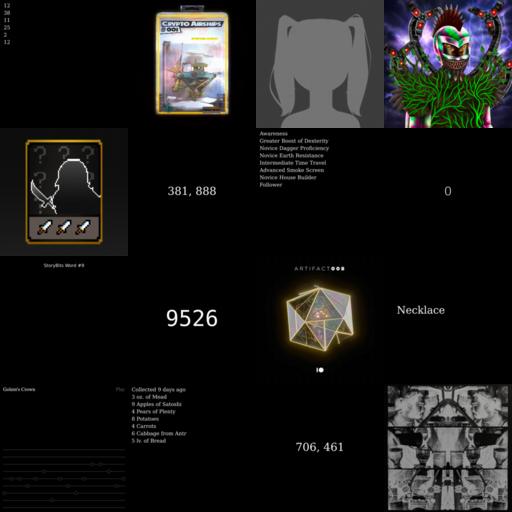 12
38
11
25
2
12
CRYPTO AIRSHIPS
#001
381, 888
Awareness
Greater Boost of Dexterity
Novice Dagger Proficiency
Novice Earth Resistance
Intermediate Time Travel
Advanced Smoke Screen
Novice House Builder
Follower
0
StoryBits Word #9
9526
ARTIFACT008
Necklace
Golem's Crown
Collected 9 days ago
3 oz. of Mead
9 Apples of Satoshi
4 Pears of Plenty
8 Potatoes
4 Carrots
6 Cabbage from Antr
5 lv. of Bread
706, 461